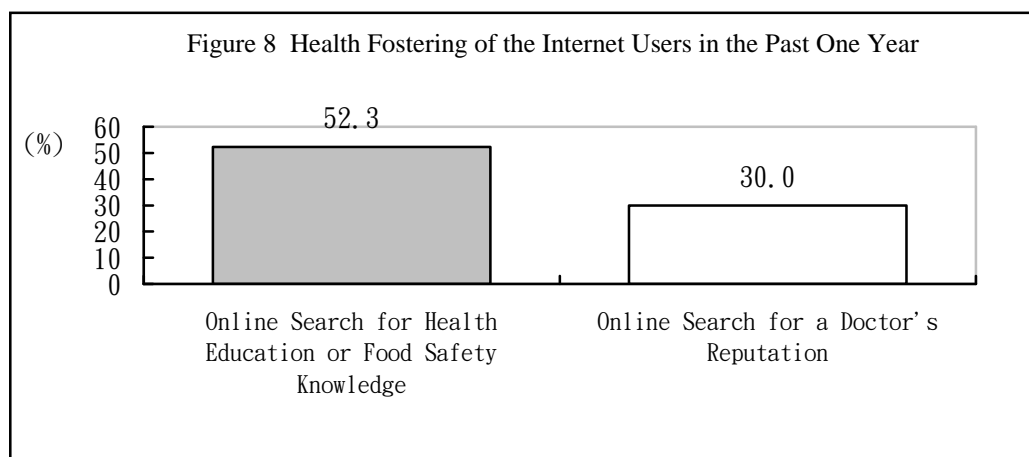 Figure 8  Health Fostering of the Internet Users in the Past One Year
52.3
(%)
60
50
40
30
20
10
0
30.0
Online Search for Health
Education or Food Safety
Knowledge
Online Search for a Doctor's
Reputation